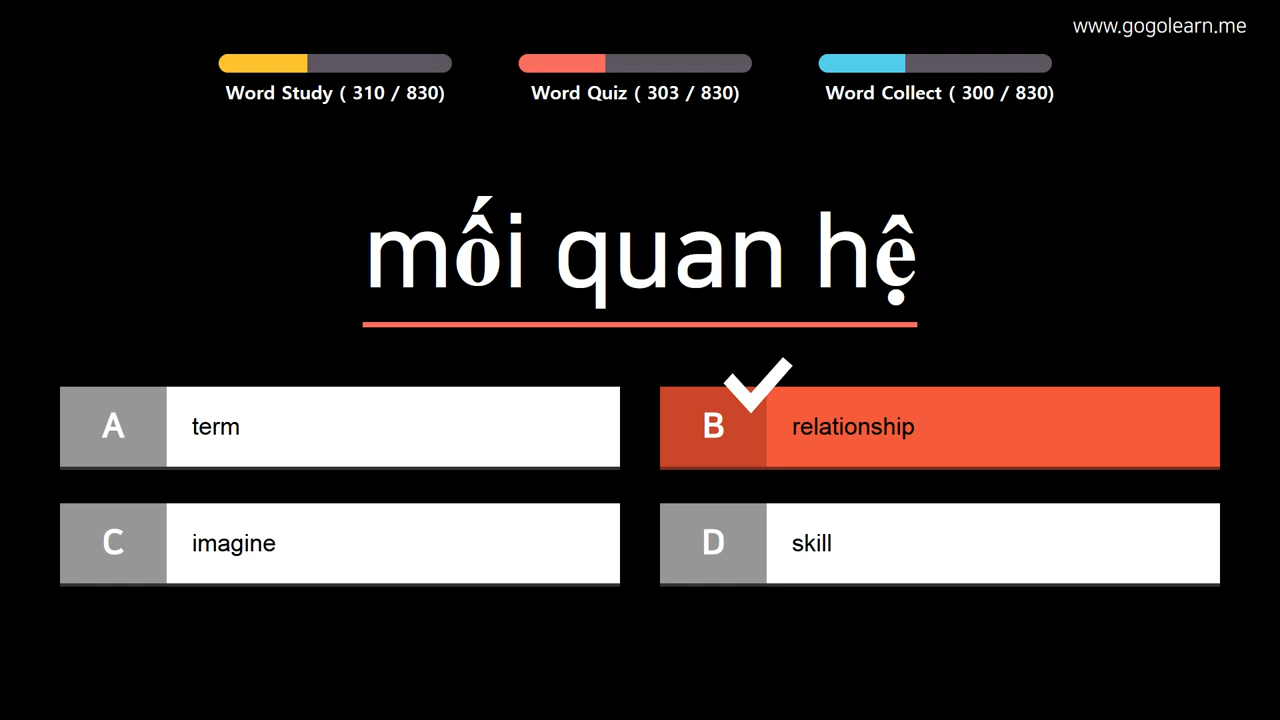 www.gogolearn.me
Word Study ( 310 / 830)
Word Quiz ( 303 / 830)
Word Collect ( 300 / 830)
mối quan hệ
A term
B relationship
C imagine
D skill